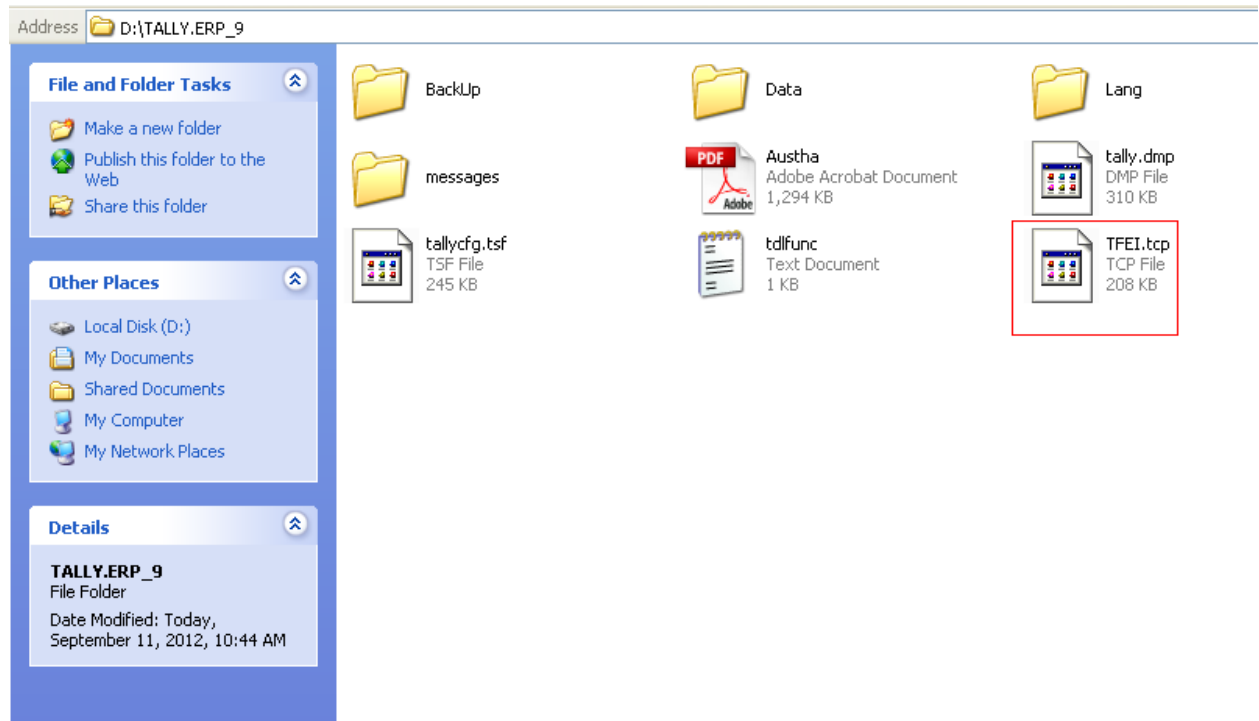 Address D:\TALLY.ERP_9
File and Folder Tasks
Make a new folder
Publish this folder to the
Web
Share this folder
Other Places
Local Disk (D:)
My Documents
Shared Documents
My Computer
My Network Places
Details
TALLY.ERP_9
File Folder
Date Modified: Today,
September 11, 2012, 10:44 AM
BackUp
Data
Lang
messages
PDF
Adobe
Austha
Adobe Acrobat Document
1,294 KB
tally.dmp
DMP File
310 KB
tallycfg.tsf
TSF File
245 KB
tdlfunc
Text Document
1 KB
TFEI.tcp
TCP File
208 KB